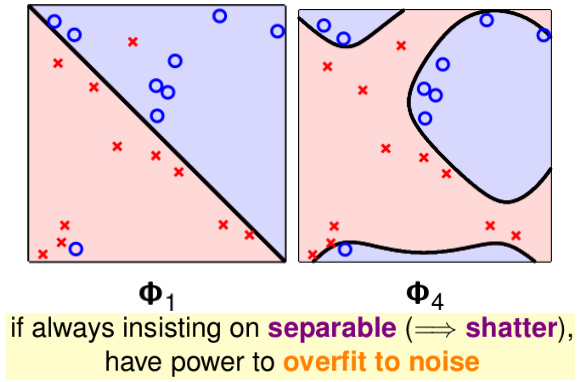 Φ₁ Φ₄
if always insisting on separable (⟹ shatter),
have power to overfit to noise